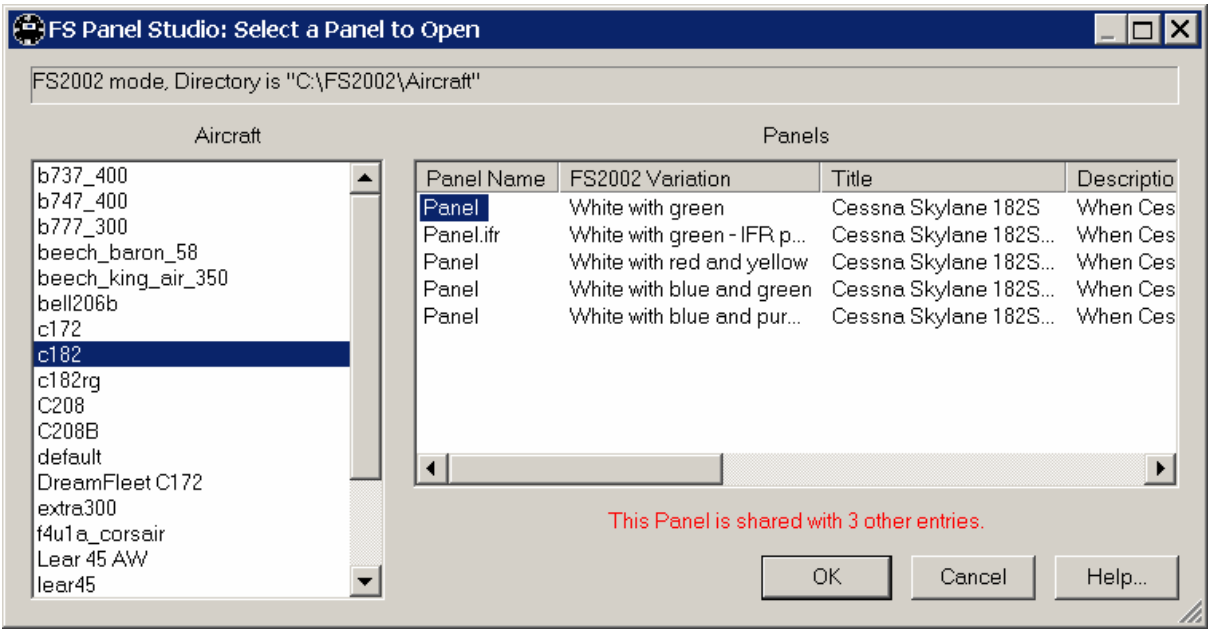 FS Panel Studio: Select a Panel to Open
FS2002 mode, Directory is "C:\FS2002\Aircraft"
Aircraft
b737_400
b747_400
b777_300
beech_baron_58
beech_king_air_350
bell206b
c172
c182
c182rg
C208
C208B
default
DreamFleet C172
extra300
f4u1a_corsair
Lear 45 AW
lear45
Panels
Panel Name FS2002 Variation Title Descriptio
Panel White with green Cessna Skylane 182S When Ces
Panel.ifr White with green - IFR p... Cessna Skylane 182S... When Ces
Panel White with red and yellow Cessna Skylane 182S... When Ces
Panel White with blue and green Cessna Skylane 182S... When Ces
Panel White with blue and pur... Cessna Skylane 182S... When Ces
This Panel is shared with 3 other entries.
OK Cancel Help...